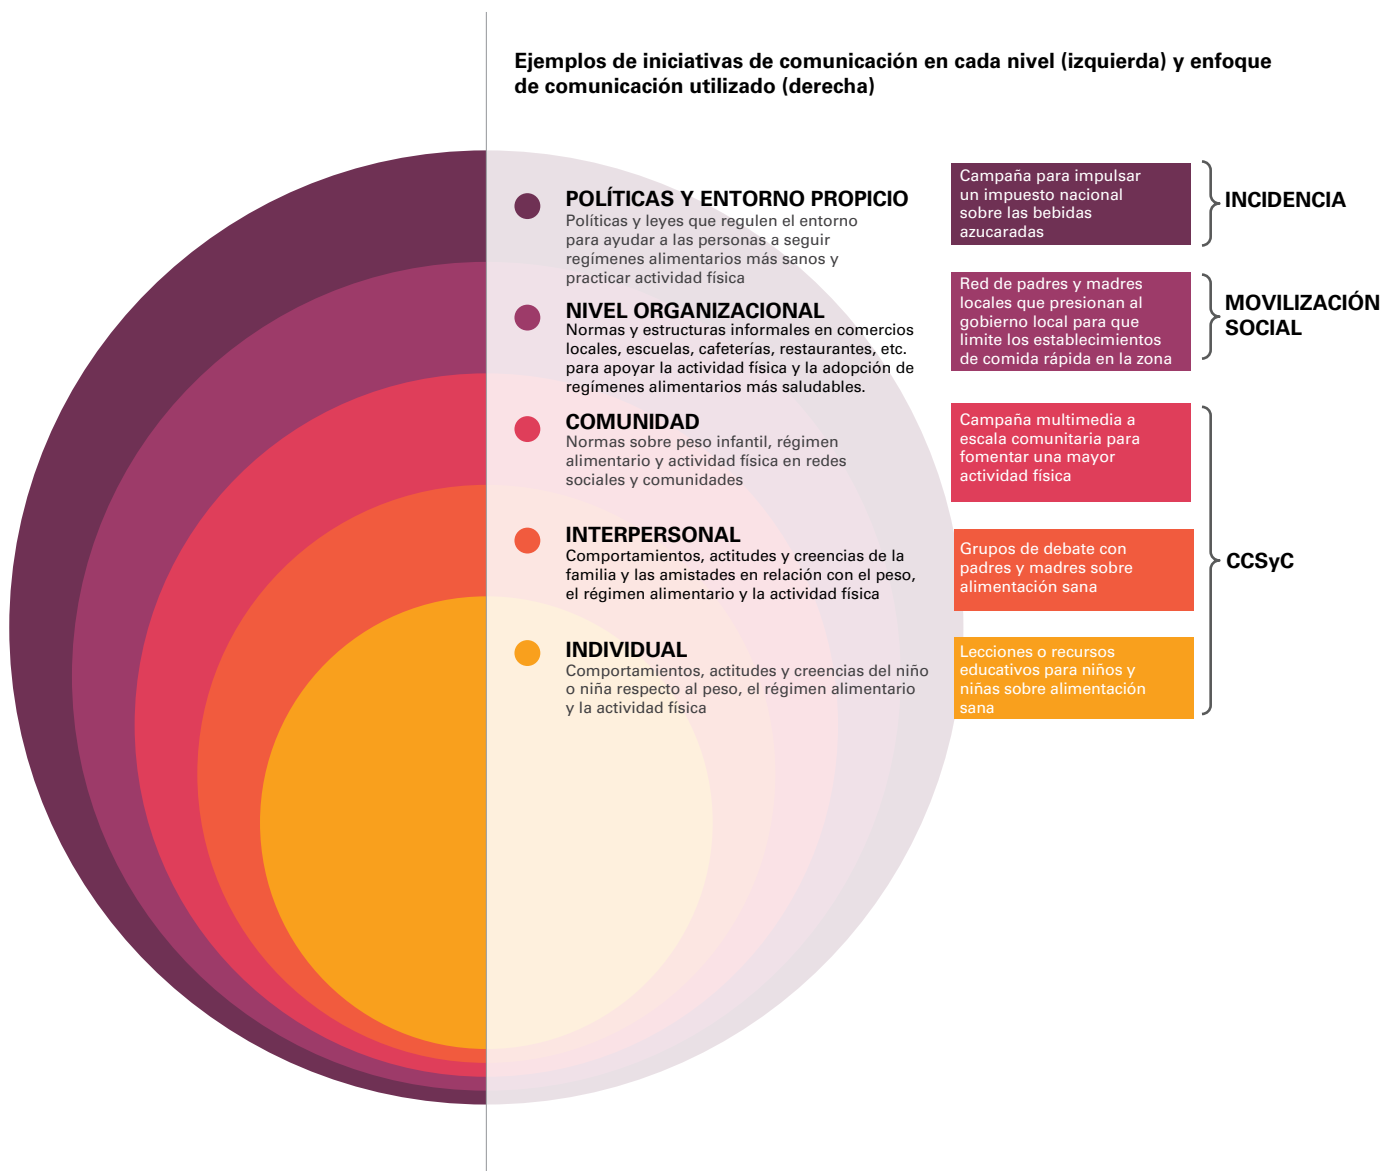 Ejemplos de iniciativas de comunicación en cada nivel (izquierda) y enfoque
de comunicación utilizado (derecha)
POLÍTICAS Y ENTORNO PROPICIO
Políticas y leyes que regulen el entorno
para ayudar a las personas a seguir
regímenes alimentarios más sanos y
practicar actividad física
Campaña para impulsar
un impuesto nacional
sobre las bebidas
azucaradas
INCIDENCIA
NIVEL ORGANIZACIONAL
Normas y estructuras informales en comercios
locales, escuelas, cafeterías, restaurantes, etc.
para apoyar la actividad física y la adopción de
regímenes alimentarios más saludables.
Red de padres y madres
locales que presionan al
gobierno local para que
limite los establecimientos
de comida rápida en la zona
MOVILIZACIÓN
SOCIAL
COMUNIDAD
Normas sobre peso infantil, régimen
alimentario y actividad física en redes
sociales y comunidades
Campaña multimedia a
escala comunitaria para
fomentar una mayor
actividad física
INTERPERSONAL
Comportamientos, actitudes y creencias de la
familia y las amistades en relación con el peso,
el régimen alimentario y la actividad física
Grupos de debate con
padres y madres sobre
alimentación sana
CCSyC
INDIVIDUAL
Comportamientos, actitudes y creencias del niño
o niña respecto al peso, el régimen alimentario
y la actividad física
Lecciones o recursos
educativos para niños y
niñas sobre alimentación
sana